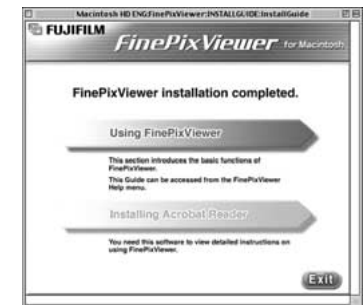 Macintosh HD ENG:FinePixViewer:INSTALLGUIDE:InstallGuide
FUJIFILM
FinePixViewer for Macintosh
FinePixViewer installation completed.
Using FinePixViewer
This section introduces the basic functions of
FinePixViewer.
This Guide can be accessed from the FinePixViewer
Help menu.
Installing Acrobat Reader
You need this software to view detailed instructions on
using FinePixViewer.
Exit